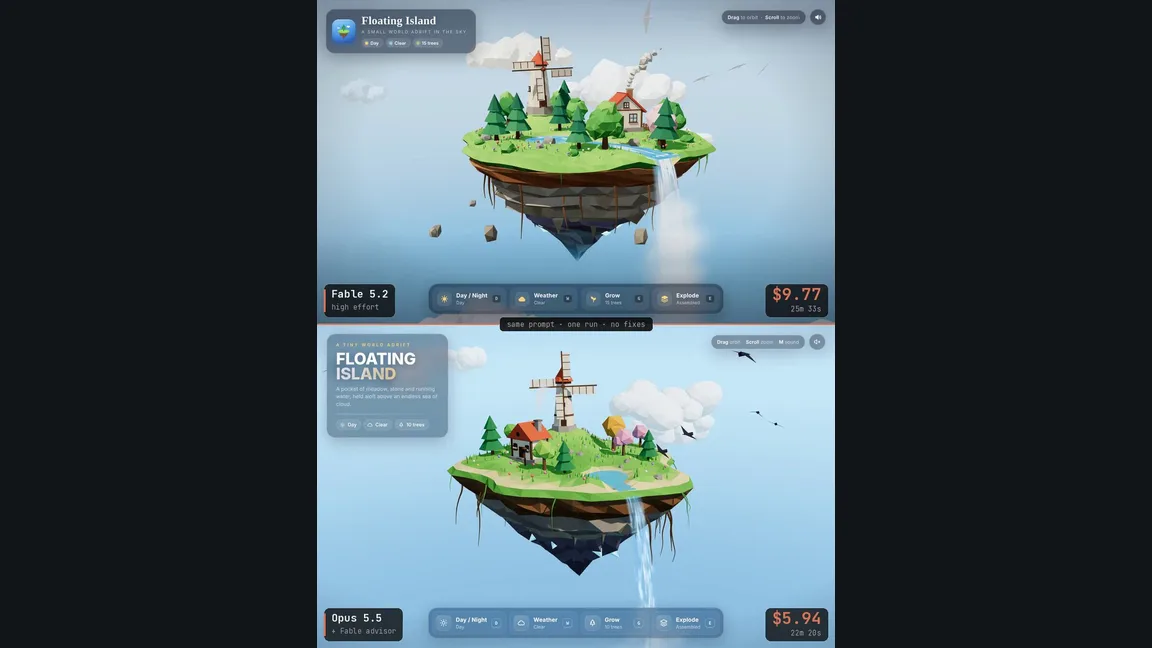 Floating Island
A SMALL WORLD ADRIFT IN THE SKY
Day Clear 15 trees
Drag to orbit Scroll to zoom
Fable 5.2
high effort
Day / Night
Day
Weather
Clear
Grow
15 trees
Explode
Assembled
$9.77
25m 33s
same prompt · one run · no fixes
A TINY WORLD ADRIFT
FLOATING
ISLAND
A pocket of meadow, stone and running
water, held aloft above an endless sea of
cloud.
Day Clear 10 trees
Drag orbit Scroll zoom M sound
Opus 5.5
+ Fable advisor
Day / Night
Day
Weather
Clear
Grow
10 trees
Explode
Assembled
$5.94
22m 20s